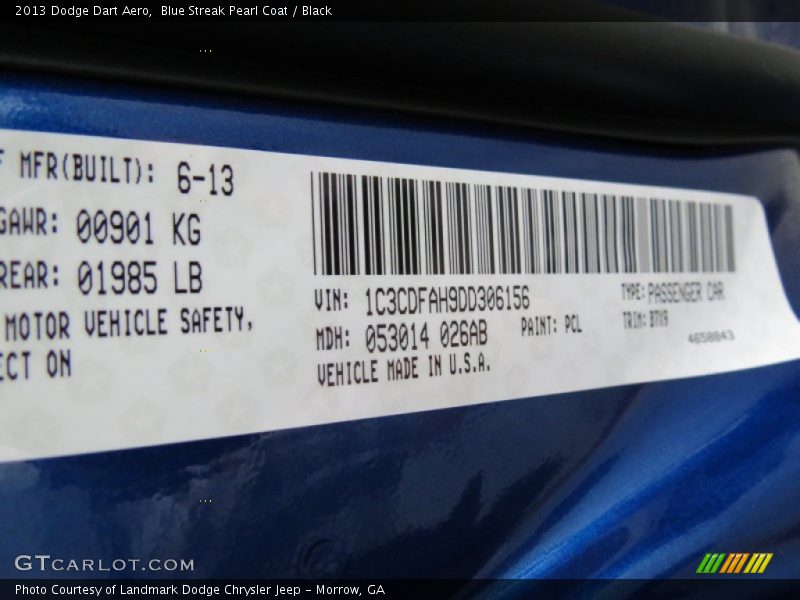 2013 Dodge Dart Aero,  Blue Streak Pearl Coat / Black
MFR(BUILT): 6-13
GAWR: 00901 KG
REAR: 01985 LB
MOTOR VEHICLE SAFETY,
ECT ON
VIN: 1C3CDFAH9DD306156
TYPE: PASSENGER CAR
MDH: 053014 026AB
PAINT: PCL
TRIM: B7X9
VEHICLE MADE IN U.S.A.
4658843
GTCARLOT.COM
Photo Courtesy of Landmark Dodge Chrysler Jeep - Morrow, GA